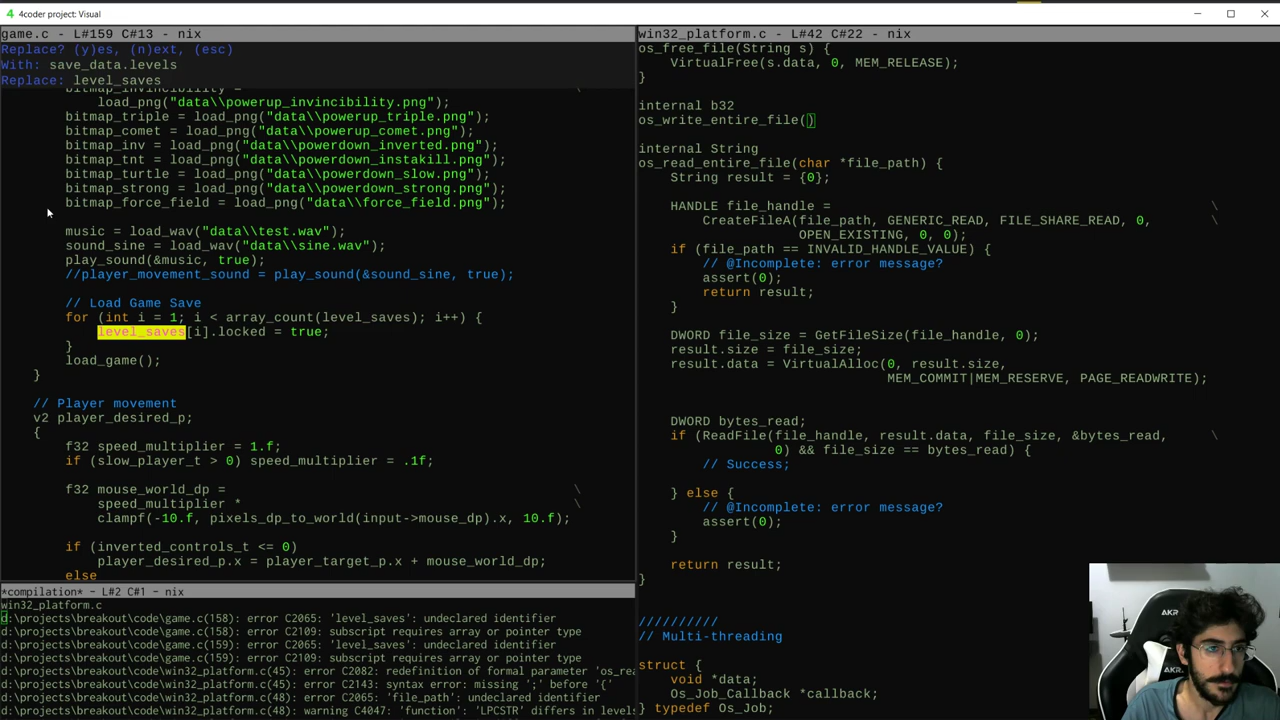 4coder project: Visual
game.c - L#159 C#13 - nix
Replace? (y)es, (n)ext, (esc)
With: save_data.levels
Replace: level_saves
bitmap_invincibility =                                          \
load_png("data\\powerup_invincibility.png");
bitmap_triple = load_png("data\\powerup_triple.png");
bitmap_comet = load_png("data\\powerup_comet.png");
bitmap_inv = load_png("data\\powerdown_inverted.png");
bitmap_tnt = load_png("data\\powerdown_instakill.png");
bitmap_turtle = load_png("data\\powerdown_slow.png");
bitmap_strong = load_png("data\\powerdown_strong.png");
bitmap_force_field = load_png("data\\force_field.png");
music = load_wav("data\\test.wav");
sound_sine = load_wav("data\\sine.wav");
play_sound(&music, true);
//player_movement_sound = play_sound(&sound_sine, true);
// Load Game Save
for (int i = 1; i < array_count(level_saves); i++) {
level_saves[i].locked = true;
}
load_game();
}
// Player movement
v2 player_desired_p;
{
f32 speed_multiplier = 1.f;
if (slow_player_t > 0) speed_multiplier = .1f;
f32 mouse_world_dp = \
speed_multiplier * \
clampf(-10.f, pixels_dp_to_world(input->mouse_dp).x, 10.f);
if (inverted_controls_t <= 0)
player_desired_p.x = player_target_p.x + mouse_world_dp;
else
*compilation* - L#2 C#1 - nix
win32_platform.c
d:\projects\breakout\code\game.c(158): error C2065: 'level_saves': undeclared identifier
d:\projects\breakout\code\game.c(158): error C2109: subscript requires array or pointer type
d:\projects\breakout\code\game.c(159): error C2065: 'level_saves': undeclared identifier
d:\projects\breakout\code\game.c(159): error C2109: subscript requires array or pointer type
d:\projects\breakout\code\win32_platform.c(45): error C2082: redefinition of formal parameter 'os_rea
d:\projects\breakout\code\win32_platform.c(48): error C2143: syntax error: missing ';' before '{'
d:\projects\breakout\code\win32_platform.c(48): error C2065: 'file_path': undeclared identifier
d:\projects\breakout\code\win32_platform.c(48): warning C4047: 'function': 'LPCSTR' differs in levels
win32_platform.c - L#42 C#22 - nix
os_free_file(String s) {
VirtualFree(s.data, 0, MEM_RELEASE);
}
internal b32
os_write_entire_file()
internal String
os_read_entire_file(char *file_path) {
String result = {0};
HANDLE file_handle = \
CreateFileA(file_path, GENERIC_READ, FILE_SHARE_READ, 0, \
OPEN_EXISTING, 0, 0);
if (file_path == INVALID_HANDLE_VALUE) {
// @Incomplete: error message?
assert(0);
return result;
}
DWORD file_size = GetFileSize(file_handle, 0);
result.size = file_size;
result.data = VirtualAlloc(0, result.size,
MEM_COMMIT|MEM_RESERVE, PAGE_READWRITE);
DWORD bytes_read;
if (ReadFile(file_handle, result.data, file_size, &bytes_read, \
0) && file_size == bytes_read) {
// Success;
} else {
// @Incomplete: error message?
assert(0);
}
return result;
}
//////////
// Multi-threading
struct {
void *data;
Os_Job_Callback *callback;
} typedef Os_Job;
AKR